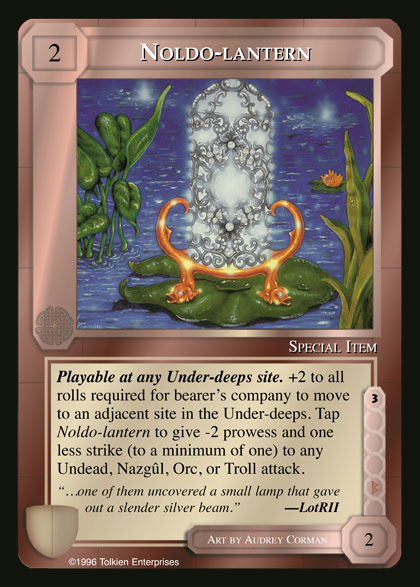 2
NOLDO-LANTERN
SPECIAL ITEM
Playable at any Under-deeps site. +2 to all
rolls required for bearer's company to move
to an adjacent site in the Under-deeps. Tap
Noldo-lantern to give -2 prowess and one
less strike (to a minimum of one) to any
Undead, Nazgûl, Orc, or Troll attack.
3
“…one of them uncovered a small lamp that gave
out a slender silver beam.” —LotRII
ART BY AUDREY CORMAN
2
©1996 Tolkien Enterprises